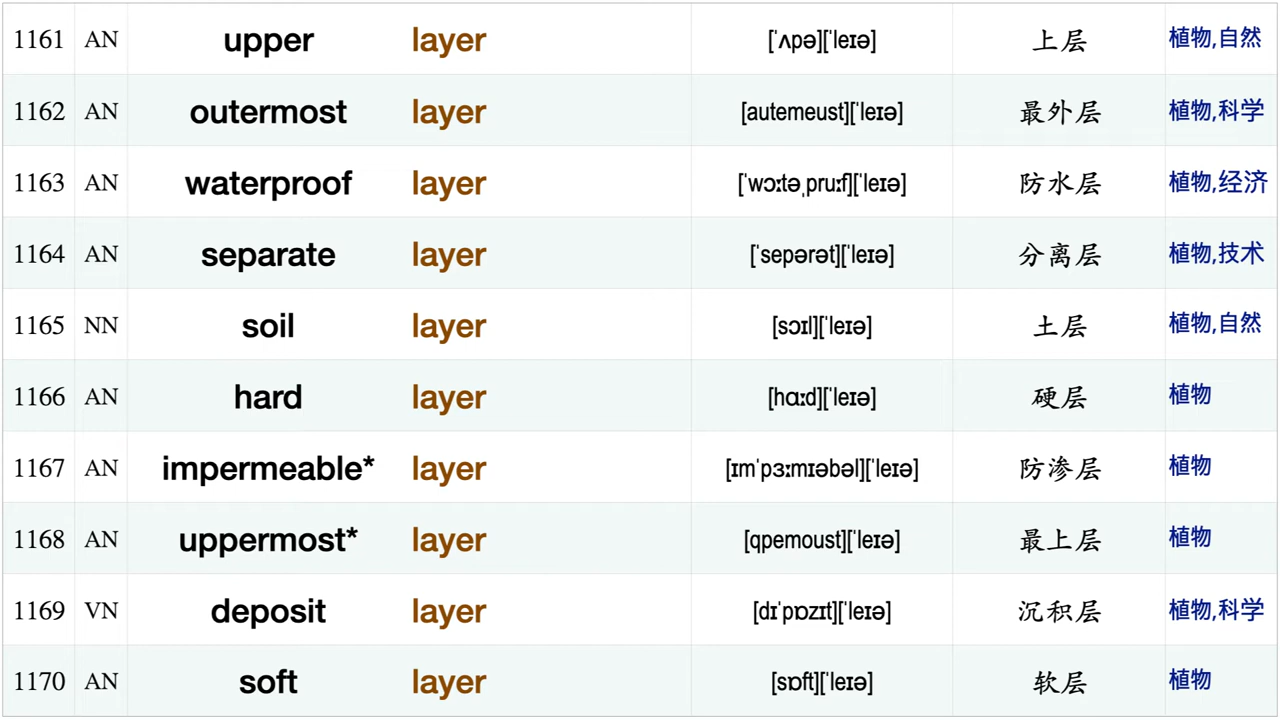 1161 AN upper layer [ˈʌpə][ˈleɪə] 上层 植物,自然
1162 AN outermost layer [autemeust][ˈleɪə] 最外层 植物,科学
1163 AN waterproof layer [ˈwɔːtəˌpruːf][ˈleɪə] 防水层 植物,经济
1164 AN separate layer [ˈsepərət][ˈleɪə] 分离层 植物,技术
1165 NN soil layer [sɔɪl][ˈleɪə] 土层 植物,自然
1166 AN hard layer [hɑːd][ˈleɪə] 硬层 植物
1167 AN impermeable* layer [ɪmˈpɜːmɪəbəl][ˈleɪə] 防渗层 植物
1168 AN uppermost* layer [qpemoust][ˈleɪə] 最上层 植物
1169 VN deposit layer [dɪˈpɒzɪt][ˈleɪə] 沉积层 植物,科学
1170 AN soft layer [sɒft][ˈleɪə] 软层 植物